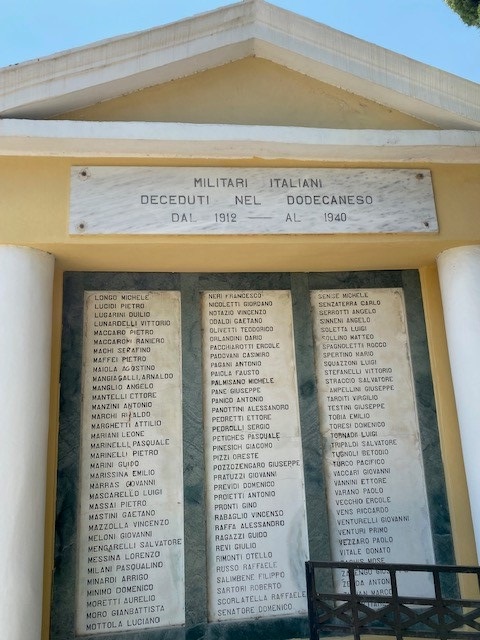 MILITARI ITALIANI
DECEDUTI NEL DODECANESO
DAL 1912 — AL 1940
LONGO MICHELE
LUCIDI PIETRO
LUGARINI DUILIO
LUNARDELLI VITTORIO
MACCARO PIETRO
MACCARONI RANIERO
MACHI SERAFINO
MAFFEI PIETRO
MAIOLA AGOSTINO
MANGIAGALLI ARNALDO
MANGLIO ANGELO
MANTELLI ETTORE
MANZINI ANTONIO
MARCHI RINALDO
MARGHETTI ATTILIO
MARIANI LEONE
MARINELLI PASQUALE
MARINELLI PIETRO
MARINI GUIDO
MARISSINA EMILIO
MARRAS GIOVANNI
MASCARELLO LUIGI
MASSAI PIETRO
MASTINI GAETANO
MAZZOLLA VINCENZO
MELONI GIOVANNI
MENGARELLI SALVATORE
MESSINA LORENZO
MILANI PASQUALINO
MINARDI ARRIGO
MINIMO DOMENICO
MORETTI AURELIO
MORO GIANBATTISTA
MOTTOLA LUCIANO
NERI FRANCESCO
NICOLETTI GIORDANO
NOTAZIO VINCENZO
ODALDI GAETANO
OLIVETTI TEODORICO
ORLANDINI DARIO
PACCHIAROTTI ERCOLE
PADOVANI CASIMIRO
PAGANI ANTONIO
PAIOLA FAUSTO
PALMISANO MICHELE
PANE GIUSEPPE
PANICO ANTONIO
PANOTTINI ALESSANDRO
PEDRETTI ETTORE
PEDROLLI SERGIO
PETICHES PASQUALE
PINESICH GIACOMO
PIZZI ORESTE
POZZOZENGARO GIUSEPPE
PRATUZZI GIOVANNI
PREVIDI DOMENICO
PROIETTI ANTONIO
PRONTI GINO
RABAGLIO VINCENZO
RAFFA ALESSANDRO
RAGAZZI GUIDO
REVI GIULIO
RIMONTI OTELLO
RUSSO RAFFAELE
SALIMBENE FILIPPO
SARTORI ROBERTO
SCORLATELLA RAFFAELE
SENATORE DOMENICO
SENSE MICHELE
SENZATERRA CARLO
SERROTTI ANGELO
SINNENI ANGELO
SOLETTA LUIGI
SOLLINO MATTEO
SPAGNOLETTI ROCCO
SPERTINO MARIO
SQUAZZONI LUIGI
STEFANELLI VITTORIO
STRACCIO SALVATORE
AMPELLINI GIUSEPPE
TARDITI VIRGILIO
TESTINI GIUSEPPE
TOBIA EMILIO
TORESI DOMENICO
TORNADÙ LUIGI
TRIPALDI SALVATORE
TUGNOLI BETODIO
TURCO PACIFICO
VACCARI GIOVANNI
VANNINI ETTORE
VARANO PAOLO
VECCHIO ERCOLE
VENS RICCARDO
VENTURELLI GIOVANNI
VENTURI PRIMO
VEZZARO PAOLO
VITALE DONATO